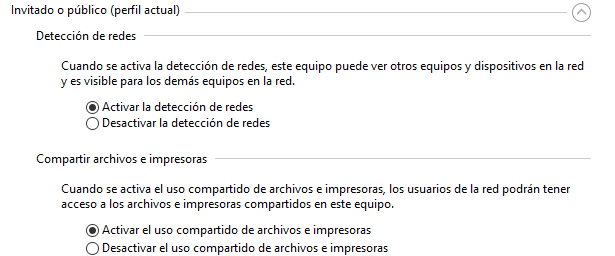 Invitado o público (perfil actual)
Detección de redes
Cuando se activa la detección de redes, este equipo puede ver otros equipos y dispositivos en la red
y es visible para los demás equipos en la red.
Activar la detección de redes
Desactivar la detección de redes
Compartir archivos e impresoras
Cuando se activa el uso compartido de archivos e impresoras, los usuarios de la red podrán tener
acceso a los archivos e impresoras compartidos en este equipo.
Activar el uso compartido de archivos e impresoras
Desactivar el uso compartido de archivos e impresoras